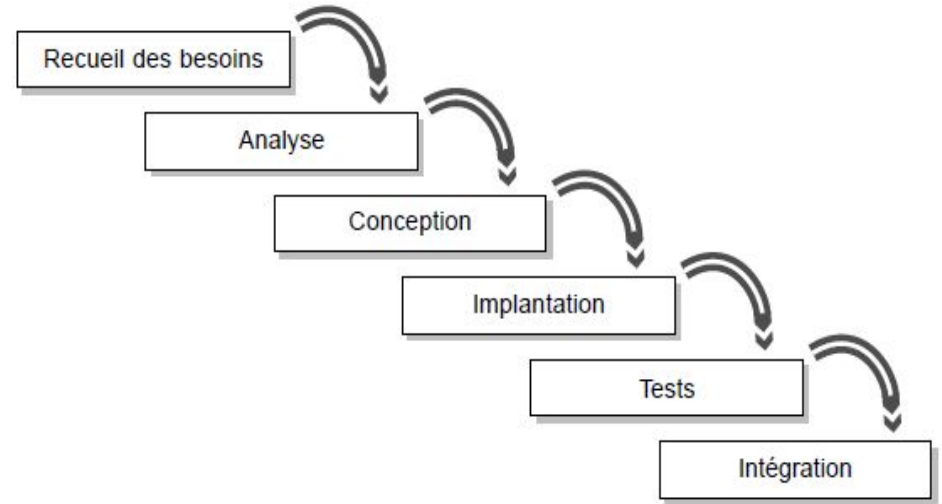 Recueil des besoins
Analyse
Conception
Implantation
Tests
Intégration